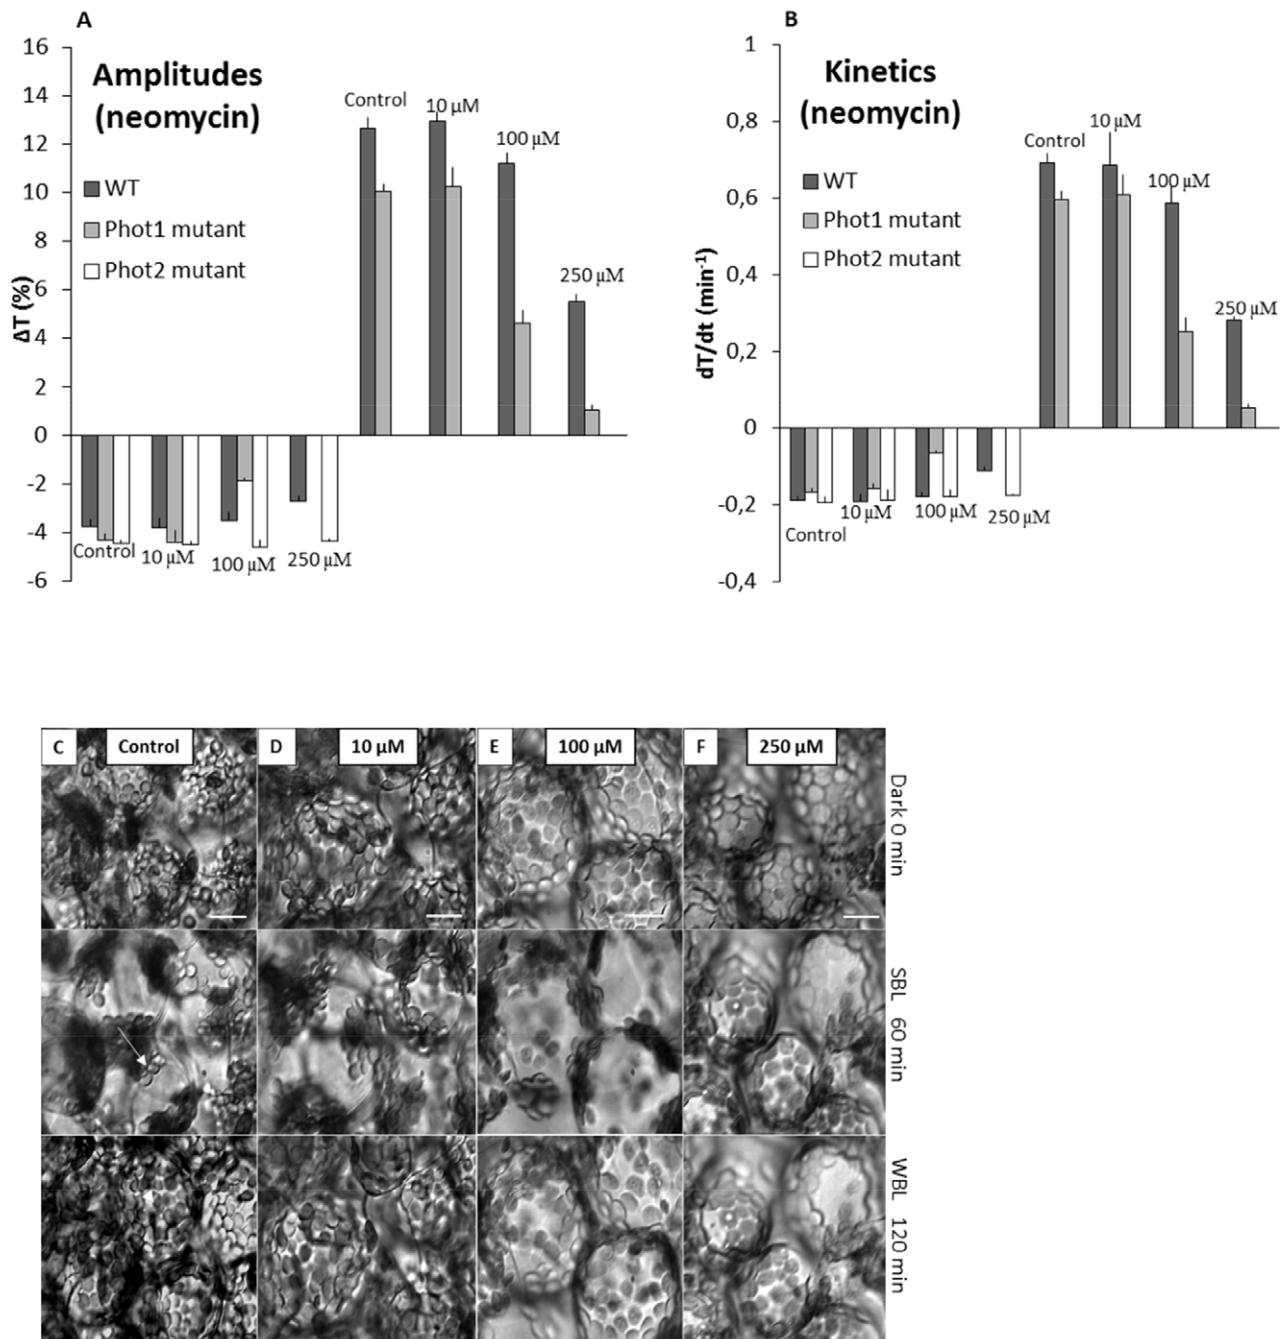 A
16
14
12
10
8
6
4
2
0
-2
-4
-6
ΔT (%)
Amplitudes
(neomycin)
WT
Phot1 mutant
Phot2 mutant
Control
10 µM
100 µM
250 µM
Control
10 µM
100 µM
250 µM
B
1
0,8
0,6
0,4
0,2
0
-0,2
-0,4
dT/dt (min⁻¹)
Kinetics
(neomycin)
WT
Phot1 mutant
Phot2 mutant
Control
10 µM
100 µM
250 µM
Control
10 µM
100 µM
250 µM
C Control
D 10 µM
E 100 µM
F 250 µM
Dark 0 min
SBL 60 min
WBL 120 min